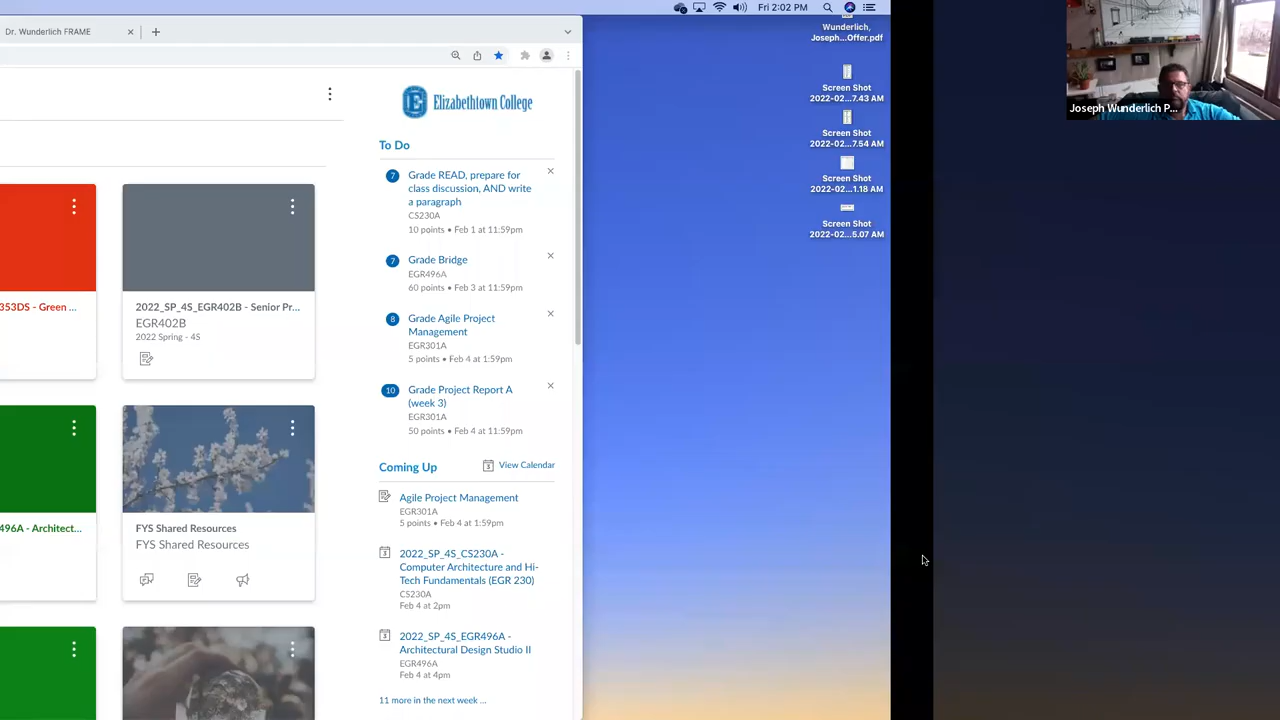 Fri 2:02 PM
Dr. Wunderlich FRAME
Elizabethtown College
To Do
7
Grade READ, prepare for
class discussion, AND write
a paragraph
CS230A
10 points • Feb 1 at 11:59pm
7
Grade Bridge
EGR496A
60 points • Feb 3 at 11:59pm
8
Grade Agile Project
Management
EGR301A
5 points • Feb 4 at 1:59pm
10
Grade Project Report A
(week 3)
EGR301A
50 points • Feb 4 at 11:59pm
Coming Up
View Calendar
Agile Project Management
EGR301A
5 points • Feb 4 at 1:59pm
2022_SP_4S_CS230A -
Computer Architecture and Hi-
Tech Fundamentals (EGR 230)
CS230A
Feb 4 at 2pm
2022_SP_4S_EGR496A -
Architectural Design Studio II
EGR496A
Feb 4 at 4pm
11 more in the next week ...
353DS - Green ...
2022_SP_4S_EGR402B - Senior Pr...
EGR402B
2022 Spring - 4S
496A - Architect...
FYS Shared Resources
FYS Shared Resources
Wunderlich,
Joseph...Offer.pdf
Screen Shot
2022-02...7.43 AM
Screen Shot
2022-02...7.54 AM
Screen Shot
2022-02...1.18 AM
Screen Shot
2022-02...5.07 AM
Joseph Wunderlich P...